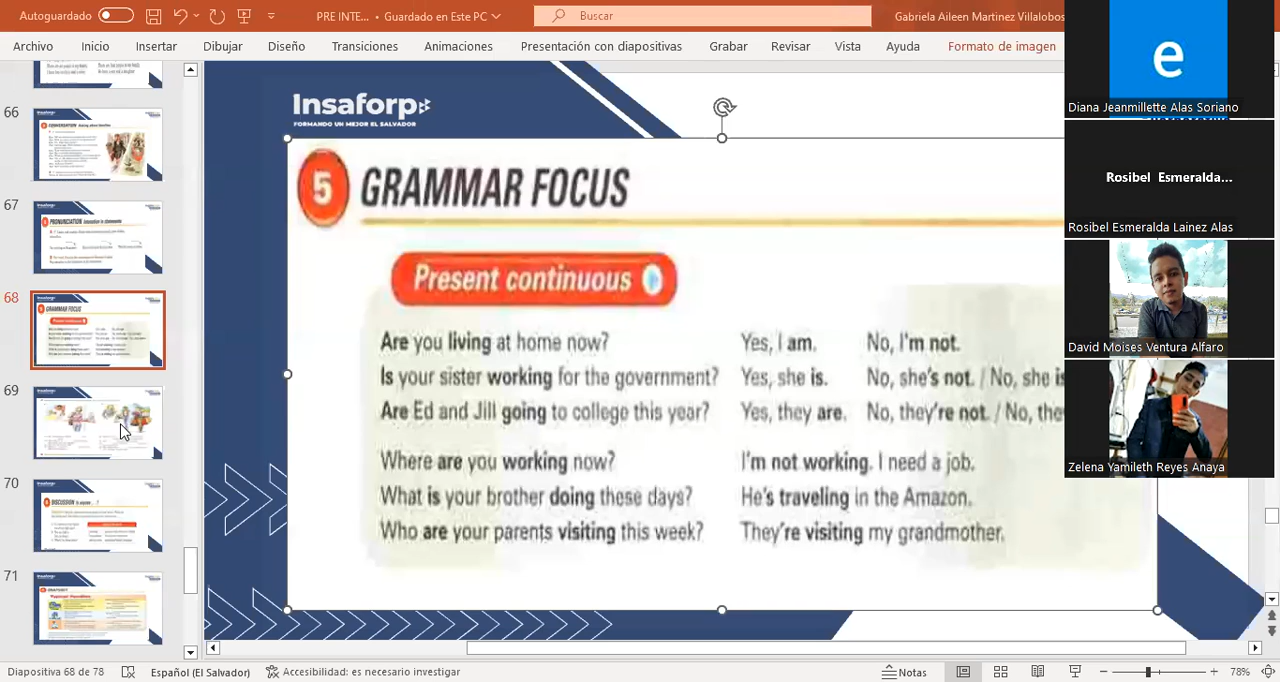 Autoguardado
PRE INTE... • Guardado en Este PC
Buscar
Gabriela Aileen Martinez Villalobos
Archivo Inicio Insertar Dibujar Diseño Transiciones Animaciones Presentación con diapositivas Grabar Revisar Vista Ayuda Formato de imagen
66
67
68
69
70
71
Insaforp
FORMANDO UN MEJOR EL SALVADOR
5 GRAMMAR FOCUS
Present continuous
Are you living at home now? Yes, I am. No, I'm not.
Is your sister working for the government? Yes, she is. No, she's not. / No, she
Are Ed and Jill going to college this year? Yes, they are. No, they're not. / No, the
Where are you working now? I'm not working. I need a job.
What is your brother doing these days? He's traveling in the Amazon.
Who are your parents visiting this week? They're visiting my grandmother.
e
Diana Jeanmillette Alas Soriano
Rosibel Esmeralda...
Rosibel Esmeralda Lainez Alas
David Moises Ventura Alfaro
Zelena Yamileth Reyes Anaya
Diapositiva 68 de 78 Español (El Salvador) Accesibilidad: es necesario investigar Notas 78%